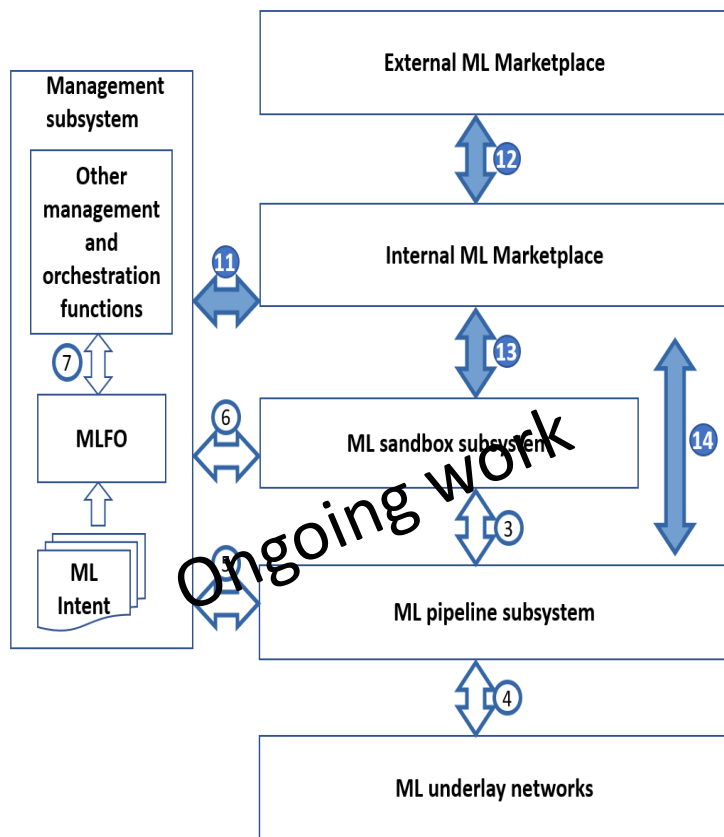 External ML Marketplace
12
Management
subsystem
Other
management
and
orchestration
functions
11
Internal ML Marketplace
7
13
MLFO
6
ML sandbox subsystem
14
3
ML
Intent
5
ML pipeline subsystem
4
ML underlay networks
Ongoing work